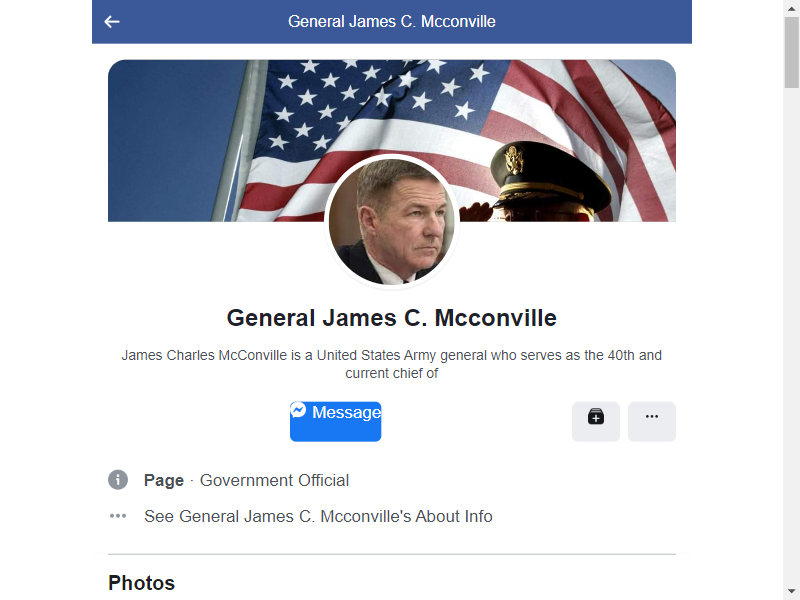 General James C. Mcconville
General James C. Mcconville
James Charles McConville is a United States Army general who serves as the 40th and
current chief of
Message
Page · Government Official
See General James C. Mcconville's About Info
Photos